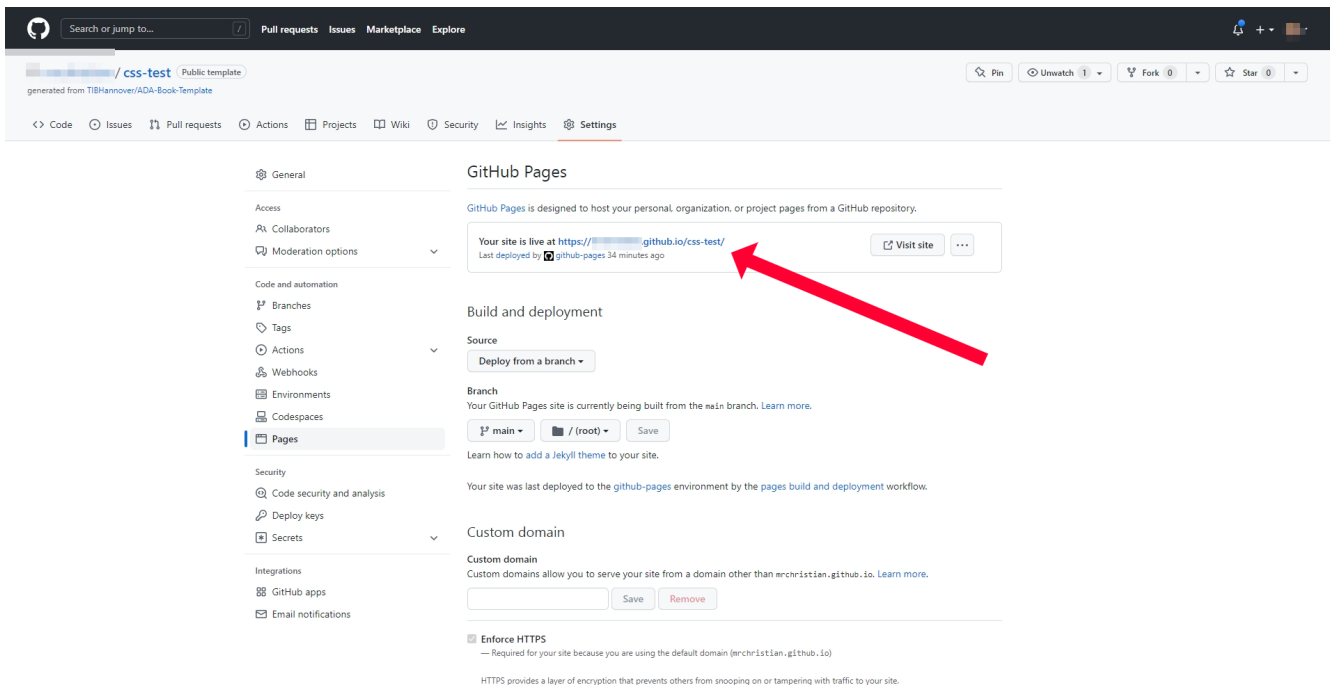 Search or jump to... /
Pull requests Issues Marketplace Explore
/ css-test Public template
generated from TIBHannover/ADA-Book-Template
Pin Unwatch 1 Fork 0 Star 0
Code Issues Pull requests Actions Projects Wiki Security Insights Settings
General
Access
Collaborators
Moderation options
Code and automation
Branches
Tags
Actions
Webhooks
Environments
Codespaces
Pages
Security
Code security and analysis
Deploy keys
Secrets
Integrations
GitHub apps
Email notifications
GitHub Pages
GitHub Pages is designed to host your personal, organization, or project pages from a GitHub repository.
Your site is live at https:// .github.io/css-test/
Last deployed by github-pages 34 minutes ago
Visit site ...
Build and deployment
Source
Deploy from a branch
Branch
Your GitHub Pages site is currently being built from the main branch. Learn more.
main / (root) Save
Learn how to add a Jekyll theme to your site.
Your site was last deployed to the github-pages environment by the pages build and deployment workflow.
Custom domain
Custom domain
Custom domains allow you to serve your site from a domain other than mrchristian.github.io. Learn more.
Save Remove
Enforce HTTPS
— Required for your site because you are using the default domain (mrchristian.github.io)
HTTPS provides a layer of encryption that prevents others from snooping on or tampering with traffic to your site.